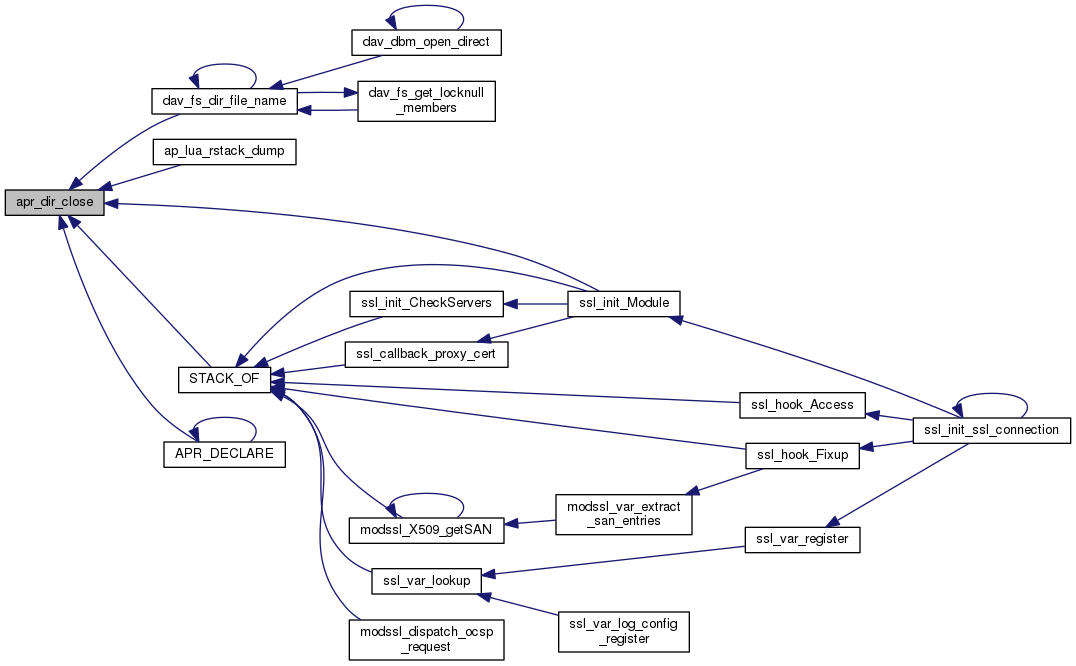 dav_dbm_open_direct
dav_fs_dir_file_name
dav_fs_get_locknull
_members
ap_lua_rstack_dump
apr_dir_close
ssl_init_CheckServers
ssl_init_Module
ssl_callback_proxy_cert
STACK_OF
ssl_hook_Access
ssl_init_ssl_connection
APR_DECLARE
ssl_hook_Fixup
modssl_var_extract
_san_entries
modssl_X509_getSAN
ssl_var_register
ssl_var_lookup
ssl_var_log_config
_register
modssl_dispatch_ocsp
_request